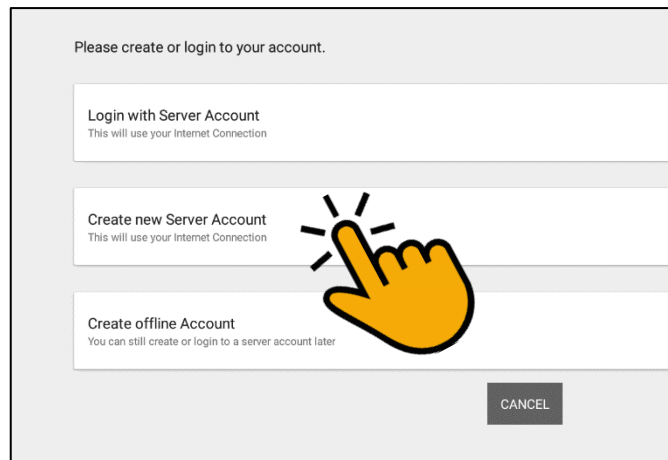 Please create or login to your account.
Login with Server Account
This will use your Internet Connection
Create new Server Account
This will use your Internet Connection
Create offline Account
You can still create or login to a server account later
CANCEL